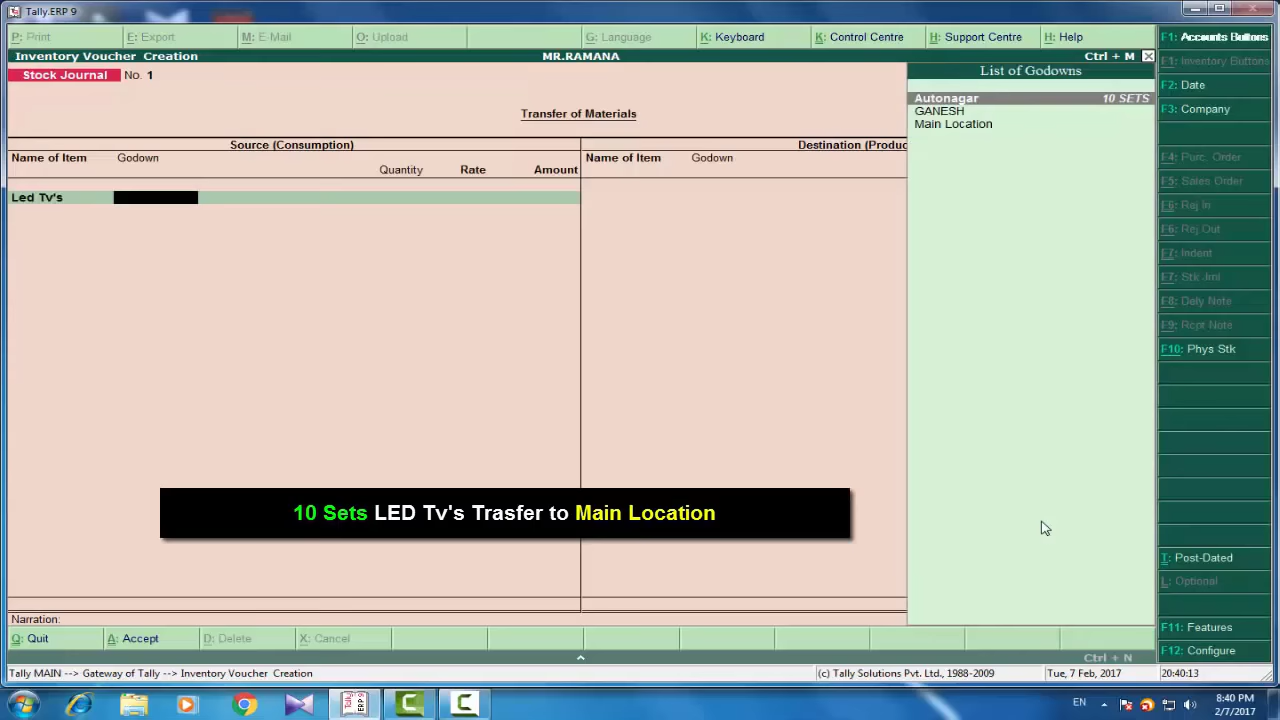 Tally.ERP 9
P: Print
E: Export
M: E-Mail
O: Upload
G: Language
K: Keyboard
K: Control Centre
H: Support Centre
H: Help
Inventory Voucher Creation
MR.RAMANA
Ctrl + M
Stock Journal No. 1
Transfer of Materials
Source (Consumption)
Destination (Produc
Name of Item Godown
Quantity Rate Amount
Name of Item Godown
Led Tv's
List of Godowns
Autonagar 10 SETS
GANESH
Main Location
10 Sets LED Tv's Trasfer to Main Location
Narration:
Q: Quit
A: Accept
D: Delete
X: Cancel
F1: Accounts Buttons
F1: Inventory Buttons
F2: Date
F3: Company
F4: Purc. Order
F5: Sales Order
F6: Rej In
F6: Rej Out
F7: Indent
F7: Stk Jrnl
F8: Dely Note
F9: Rcpt Note
F10: Phys Stk
T: Post-Dated
L: Optional
F11: Features
F12: Configure
Ctrl + N
Tally MAIN --> Gateway of Tally --> Inventory Voucher Creation
(c) Tally Solutions Pvt. Ltd., 1988-2009
Tue, 7 Feb, 2017
20:40:13
EN
8:40 PM
2/7/2017